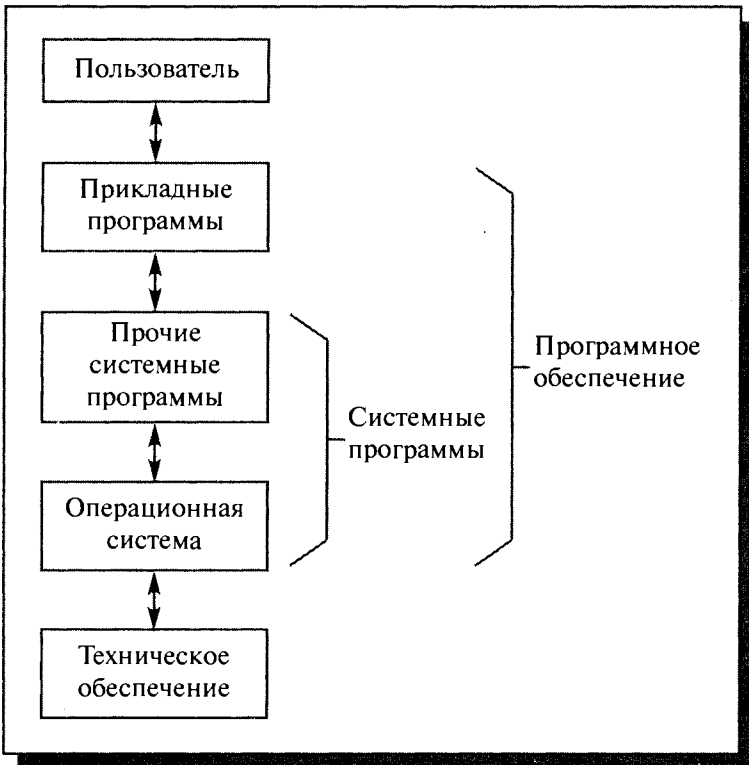 Пользователь
Прикладные
программы
Прочие
системные
программы
Операционная
система
Техническое
обеспечение
Системные
программы
Программное
обеспечение